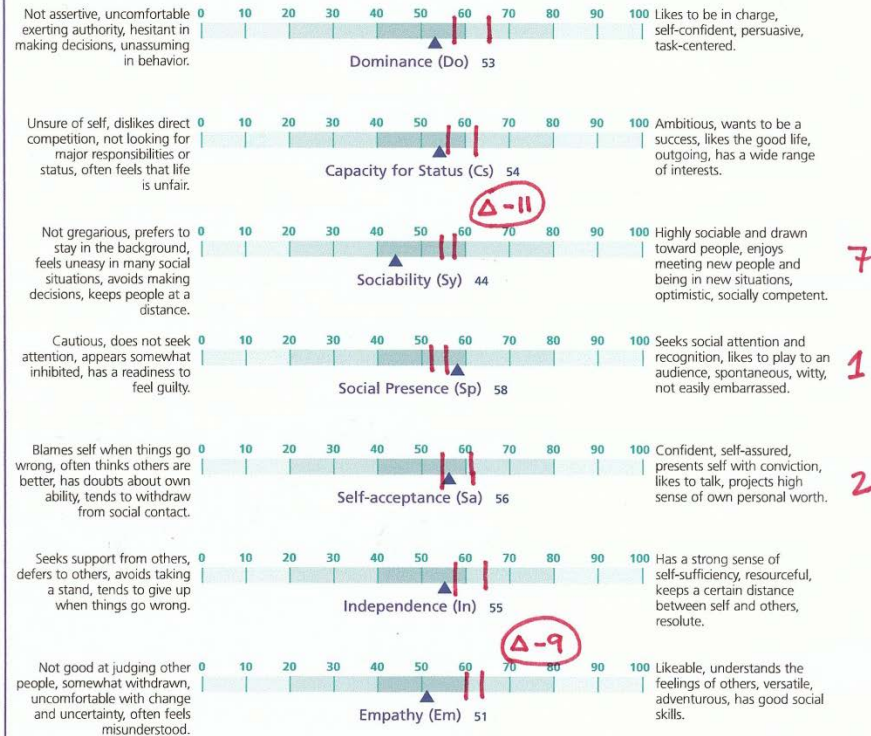 Not assertive, uncomfortable
exerting authority, hesitant in
making decisions, unassuming
in behavior.
0 10 20 30 40 50 60 70 80 90 100
Dominance (Do) 53
Likes to be in charge,
self-confident, persuasive,
task-centered.
Unsure of self, dislikes direct
competition, not looking for
major responsibilities or
status, often feels that life
is unfair.
0 10 20 30 40 50 60 70 80 90 100
Capacity for Status (Cs) 54
Ambitious, wants to be a
success, likes the good life,
outgoing, has a wide range
of interests.
Δ-11
Not gregarious, prefers to
stay in the background,
feels uneasy in many social
situations, avoids making
decisions, keeps people at a
distance.
0 10 20 30 40 50 60 70 80 90 100
Sociability (Sy) 44
Highly sociable and drawn
toward people, enjoys
meeting new people and
being in new situations,
optimistic, socially competent.
7
Cautious, does not seek
attention, appears somewhat
inhibited, has a readiness to
feel guilty.
0 10 20 30 40 50 60 70 80 90 100
Social Presence (Sp) 58
Seeks social attention and
recognition, likes to play to an
audience, spontaneous, witty,
not easily embarrassed.
1
Blames self when things go
wrong, often thinks others are
better, has doubts about own
ability, tends to withdraw
from social contact.
0 10 20 30 40 50 60 70 80 90 100
Self-acceptance (Sa) 56
Confident, self-assured,
presents self with conviction,
likes to talk, projects high
sense of own personal worth.
2
Seeks support from others,
defers to others, avoids taking
a stand, tends to give up
when things go wrong.
0 10 20 30 40 50 60 70 80 90 100
Independence (In) 55
Has a strong sense of
self-sufficiency, resourceful,
keeps a certain distance
between self and others,
resolute.
Δ-9
Not good at judging other
people, somewhat withdrawn,
uncomfortable with change
and uncertainty, often feels
misunderstood.
0 10 20 30 40 50 60 70 80 90 100
Empathy (Em) 51
Likeable, understands the
feelings of others, versatile,
adventurous, has good social
skills.